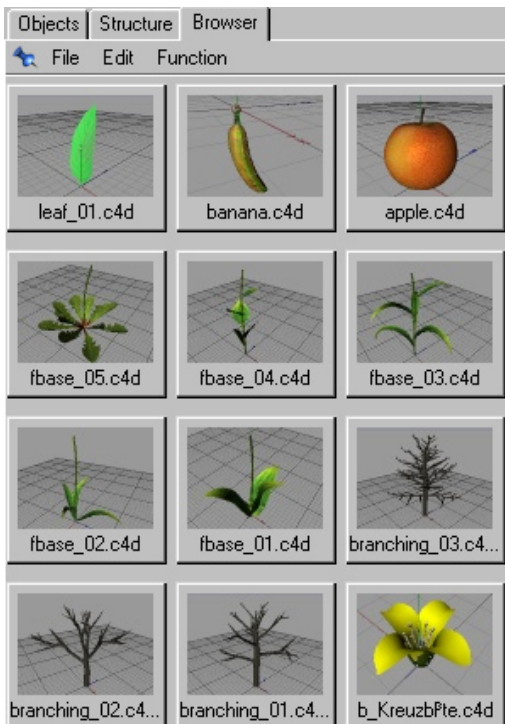 Objects Structure Browser
File Edit Function
leaf_01.c4d banana.c4d apple.c4d
fbase_05.c4d fbase_04.c4d fbase_03.c4d
fbase_02.c4d fbase_01.c4d branching_03.c4...
branching_02.c4... branching_01.c4... b_Kreuzbºte.c4d